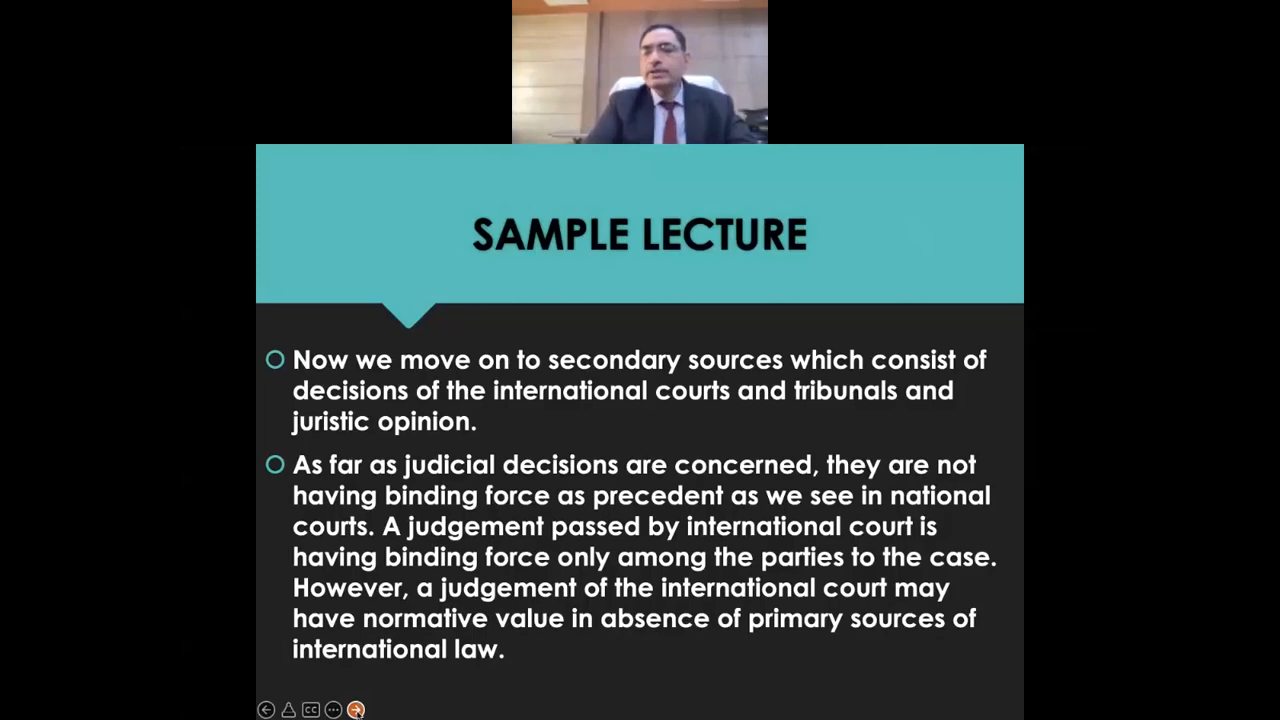 SAMPLE LECTURE
Now we move on to secondary sources which consist of
decisions of the international courts and tribunals and
juristic opinion.
As far as judicial decisions are concerned, they are not
having binding force as precedent as we see in national
courts. A judgement passed by international court is
having binding force only among the parties to the case.
However, a judgement of the international court may
have normative value in absence of primary sources of
international law.
CC